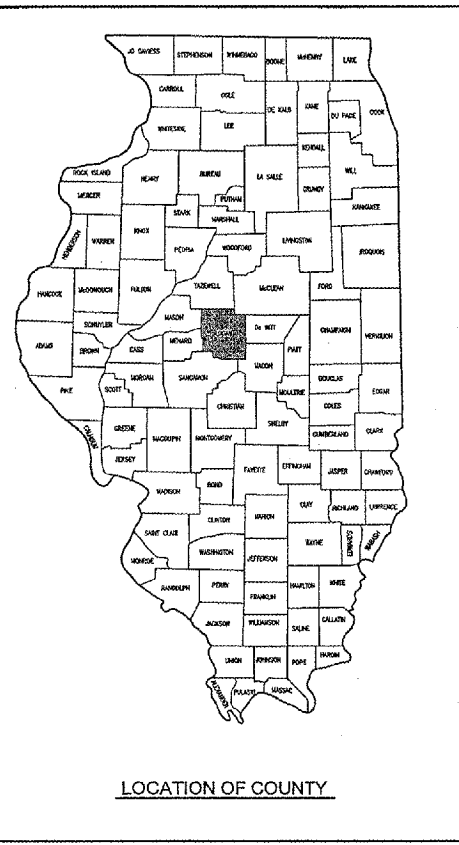 JO DAVIESS STEPHENSON WINNEBAGO BOONE McHENRY LAKE
CARROLL OGLE DE KALB KANE COOK
DU PAGE
WHITESIDE LEE
KENDALL WILL
ROCK ISLAND HENRY BUREAU LA SALLE GRUNDY
MERCER PUTNAM KANKAKEE
STARK MARSHALL
HENDERSON WARREN KNOX PEORIA WOODFORD LIVINGSTON IROQUOIS
HANCOCK McDONOUGH FULTON TAZEWELL McCLEAN FORD
MASON
SCHUYLER De WITT CHAMPAIGN VERMILION
ADAMS BROWN CASS MENARD MACON PIATT
PIKE SCOTT MORGAN SANGAMON DOUGLAS EDGAR
MOULTRIE
CHRISTIAN COLES
CALHOUN GREENE MACOUPIN MONTGOMERY SHELBY CUMBERLAND CLARK
JERSEY
FAYETTE EFFINGHAM JASPER CRAWFORD
MADISON BOND
CLAY RICHLAND LAWRENCE
CLINTON MARION
SAINT CLAIR WAYNE EDWARDS WABASH
MONROE WASHINGTON JEFFERSON
RANDOLPH PERRY HAMILTON WHITE
FRANKLIN
JACKSON WILLIAMSON SALINE GALLATIN
UNION JOHNSON POPE HARDIN
ALEXANDER PULASKI MASSAC
LOCATION OF COUNTY